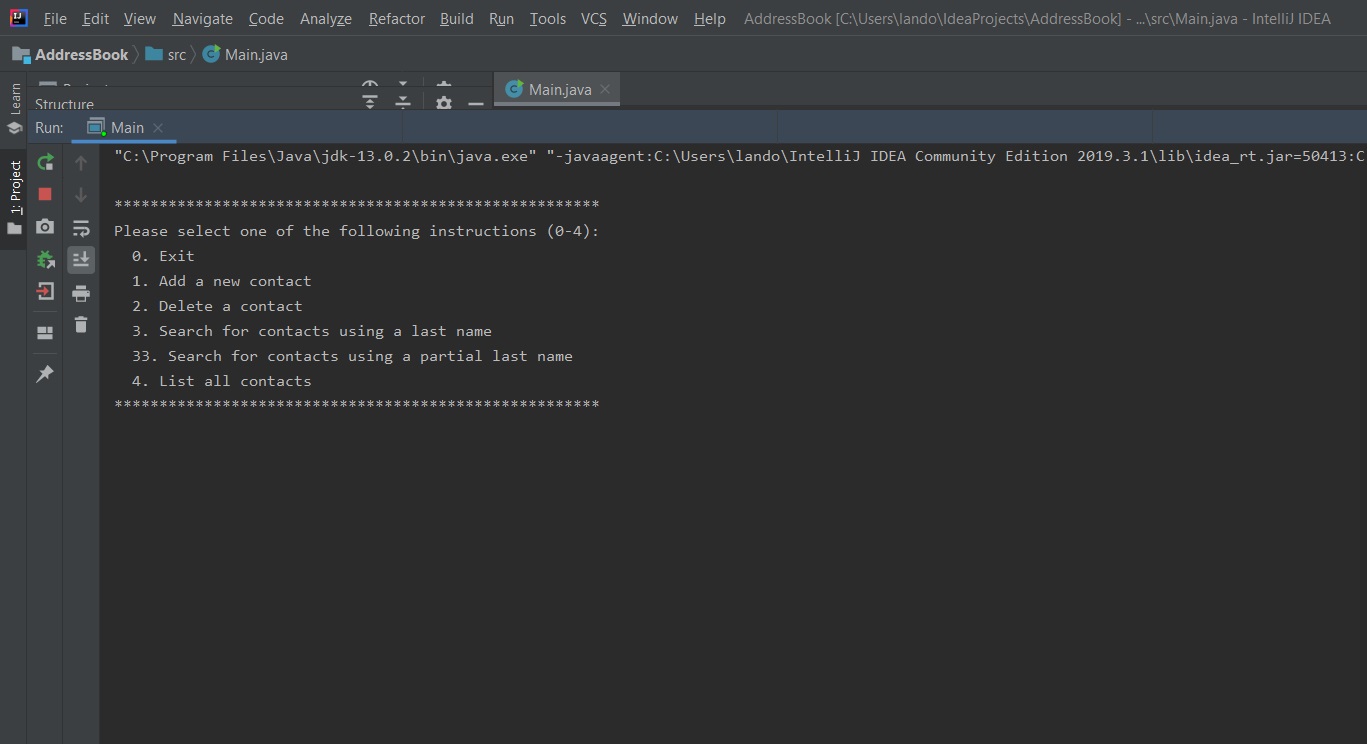 File Edit View Navigate Code Analyze Refactor Build Run Tools VCS Window Help AddressBook [C:\Users\lando\IdeaProjects\AddressBook] - ...\src\Main.java - IntelliJ IDEA
AddressBook src Main.java
Learn
Structure
Main.java
Run: Main
1: Project
"C:\Program Files\Java\jdk-13.0.2\bin\java.exe" "-javaagent:C:\Users\lando\IntelliJ IDEA Community Edition 2019.3.1\lib\idea_rt.jar=50413:C
******************************************************
Please select one of the following instructions (0-4):
0. Exit
1. Add a new contact
2. Delete a contact
3. Search for contacts using a last name
33. Search for contacts using a partial last name
4. List all contacts
******************************************************